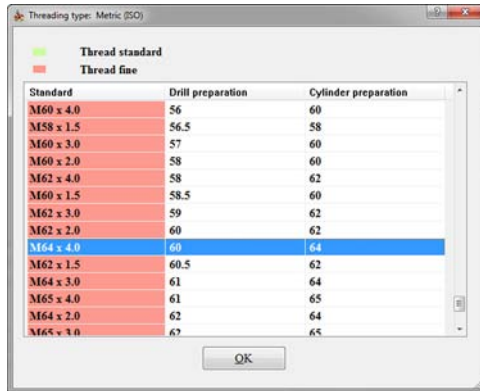 Threading type: Metric (ISO)
Thread standard
Thread fine
Standard Drill preparation Cylinder preparation
M60 x 4.0 56 60
M58 x 1.5 56.5 58
M60 x 3.0 57 60
M60 x 2.0 58 60
M62 x 4.0 58 62
M60 x 1.5 58.5 60
M62 x 3.0 59 62
M62 x 2.0 60 62
M64 x 4.0 60 64
M62 x 1.5 60.5 62
M64 x 3.0 61 64
M65 x 4.0 61 65
M64 x 2.0 62 64
M65 x 3.0 62 65
OK